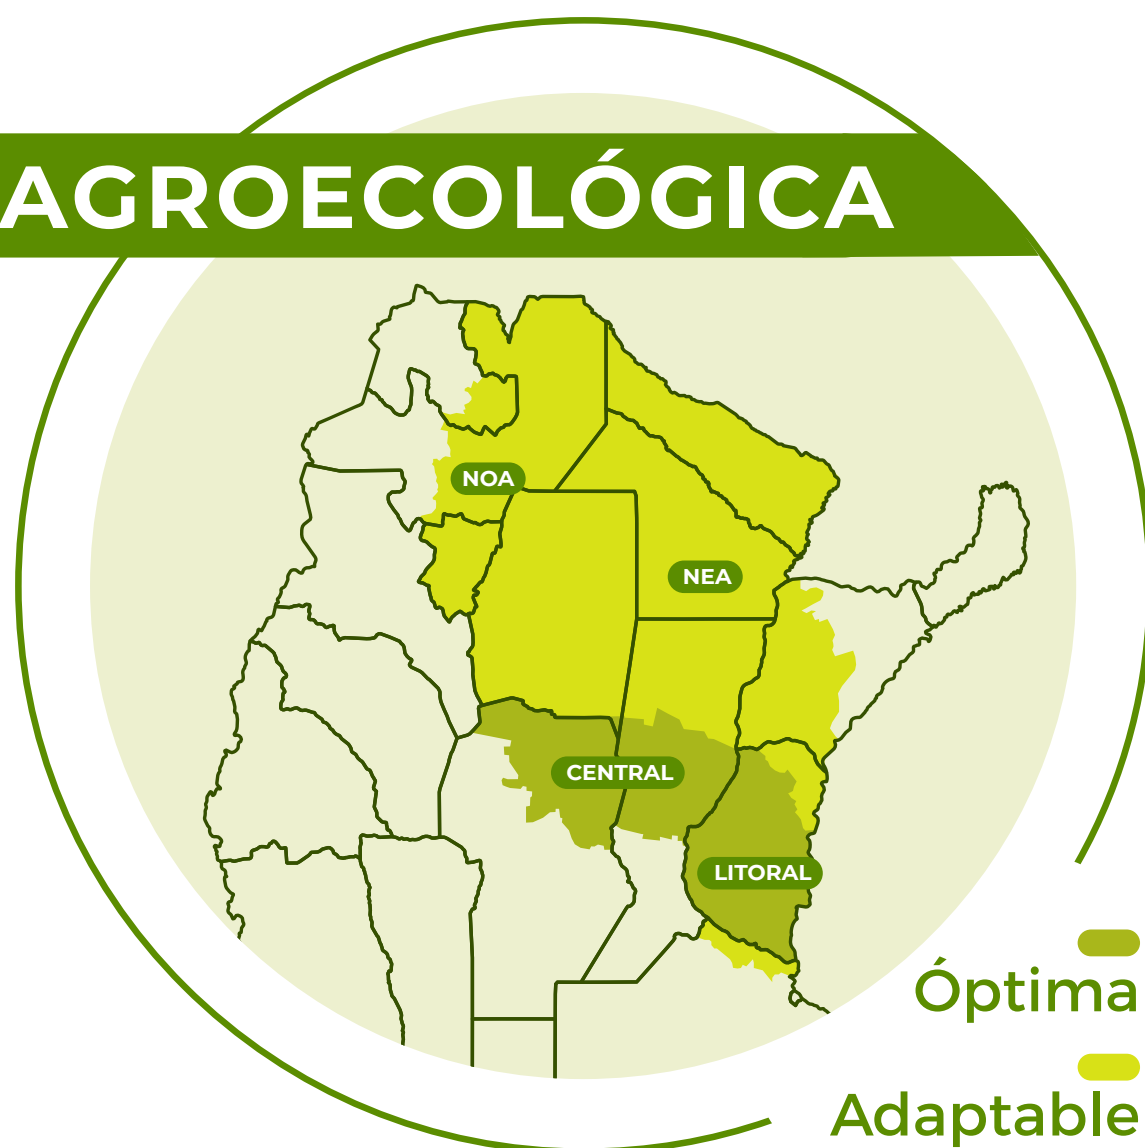 AGROECOLÓGICA
NOA
NEA
CENTRAL
LITORAL
Óptima
Adaptable